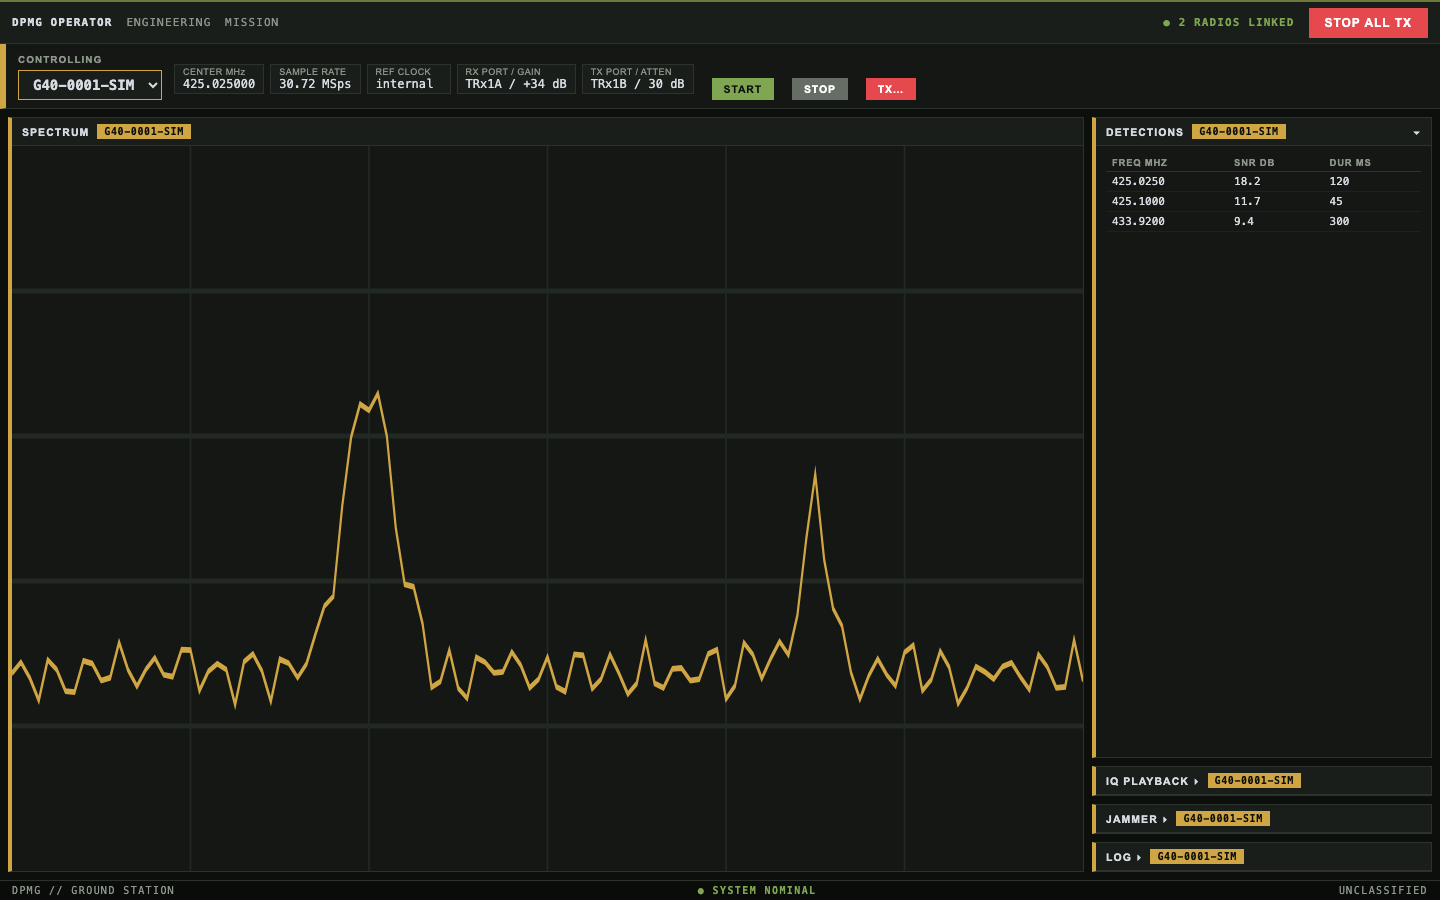 DPMG OPERATOR ENGINEERING MISSION ● 2 RADIOS LINKED STOP ALL TX
CONTROLLING
G40-0001-SIM
CENTER MHz
425.025000
SAMPLE RATE
30.72 MSps
REF CLOCK
internal
RX PORT / GAIN
TRx1A / +34 dB
TX PORT / ATTEN
TRx1B / 30 dB
START STOP TX...
SPECTRUM G40-0001-SIM
DETECTIONS G40-0001-SIM
FREQ MHZ SNR DB DUR MS
425.0250 18.2 120
425.1000 11.7 45
433.9200 9.4 300
IQ PLAYBACK G40-0001-SIM
JAMMER G40-0001-SIM
LOG G40-0001-SIM
DPMG // GROUND STATION ● SYSTEM NOMINAL UNCLASSIFIED